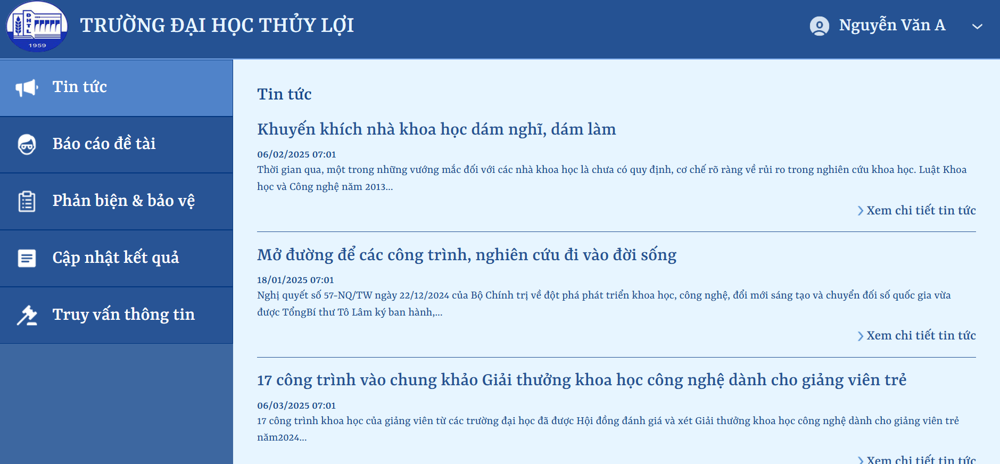 ĐHTL
1959
TRƯỜNG ĐẠI HỌC THỦY LỢI
Nguyễn Văn A
Tin tức
Báo cáo đề tài
Phản biện & bảo vệ
Cập nhật kết quả
Truy vấn thông tin
Tin tức
Khuyến khích nhà khoa học dám nghĩ, dám làm
06/02/2025 07:01
Thời gian qua, một trong những vướng mắc đối với các nhà khoa học là chưa có quy định, cơ chế rõ ràng về rủi ro trong nghiên cứu khoa học. Luật Khoa
học và Công nghệ năm 2013...
Xem chi tiết tin tức
Mở đường để các công trình, nghiên cứu đi vào đời sống
18/01/2025 07:01
Nghị quyết số 57-NQ/TW ngày 22/12/2024 của Bộ Chính trị về đột phá phát triển khoa học, công nghệ, đổi mới sáng tạo và chuyển đối số quốc gia vừa
được TổngBí thư Tô Lâm ký ban hành,...
Xem chi tiết tin tức
17 công trình vào chung khảo Giải thưởng khoa học công nghệ dành cho giảng viên trẻ
06/03/2025 07:01
17 công trình khoa học của giảng viên từ các trường đại học đã được Hội đồng đánh giá và xét Giải thưởng khoa học công nghệ dành cho giảng viên trẻ
năm2024...
Xem chi tiết tin tức